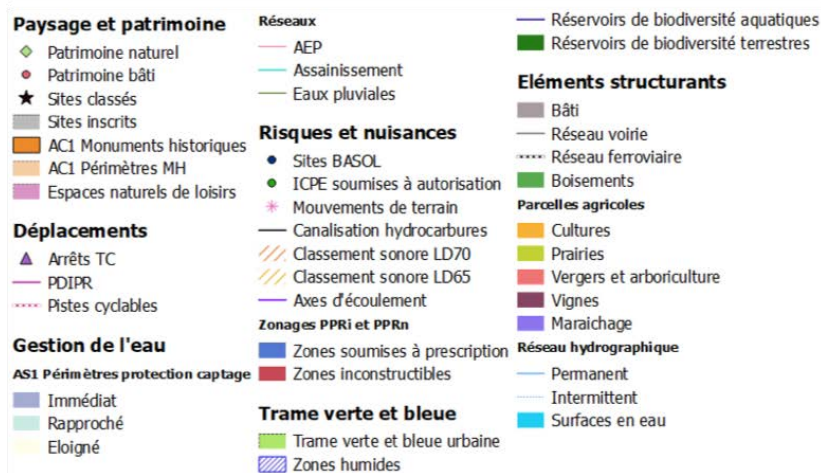 Paysage et patrimoine
Patrimoine naturel
Patrimoine bâti
Sites classés
Sites inscrits
AC1 Monuments historiques
AC1 Périmètres MH
Espaces naturels de loisirs
Déplacements
Arrêts TC
PDIPR
Pistes cyclables
Gestion de l'eau
AS1 Périmètres protection captage
Immédiat
Rapproché
Eloigné
Réseaux
AEP
Assainissement
Eaux pluviales
Risques et nuisances
Sites BASOL
ICPE soumises à autorisation
Mouvements de terrain
Canalisation hydrocarbures
Classement sonore LD70
Classement sonore LD65
Axes d'écoulement
Zonages PPRi et PPRn
Zones soumises à prescription
Zones inconstructibles
Trame verte et bleue
Trame verte et bleue urbaine
Zones humides
Réservoirs de biodiversité aquatiques
Réservoirs de biodiversité terrestres
Eléments structurants
Bâti
Réseau voirie
Réseau ferroviaire
Boisements
Parcelles agricoles
Cultures
Prairies
Vergers et arboriculture
Vignes
Maraichage
Réseau hydrographique
Permanent
Intermittent
Surfaces en eau